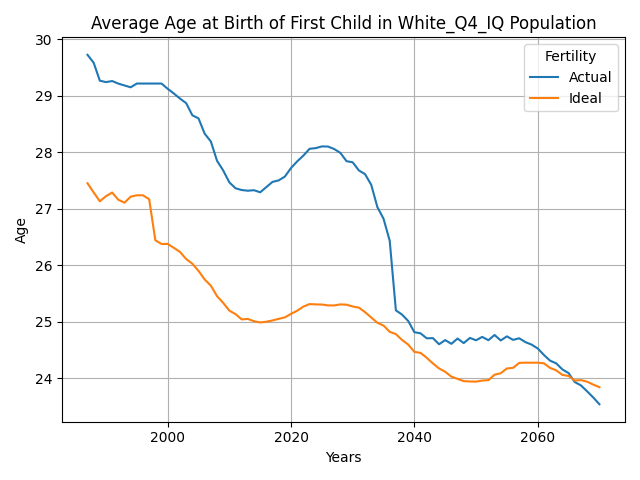 Average Age at Birth of First Child in White_Q4_IQ Population
30
29
28
27
26
25
24
Age
2000
2020
2040
2060
Years
Fertility
Actual
Ideal